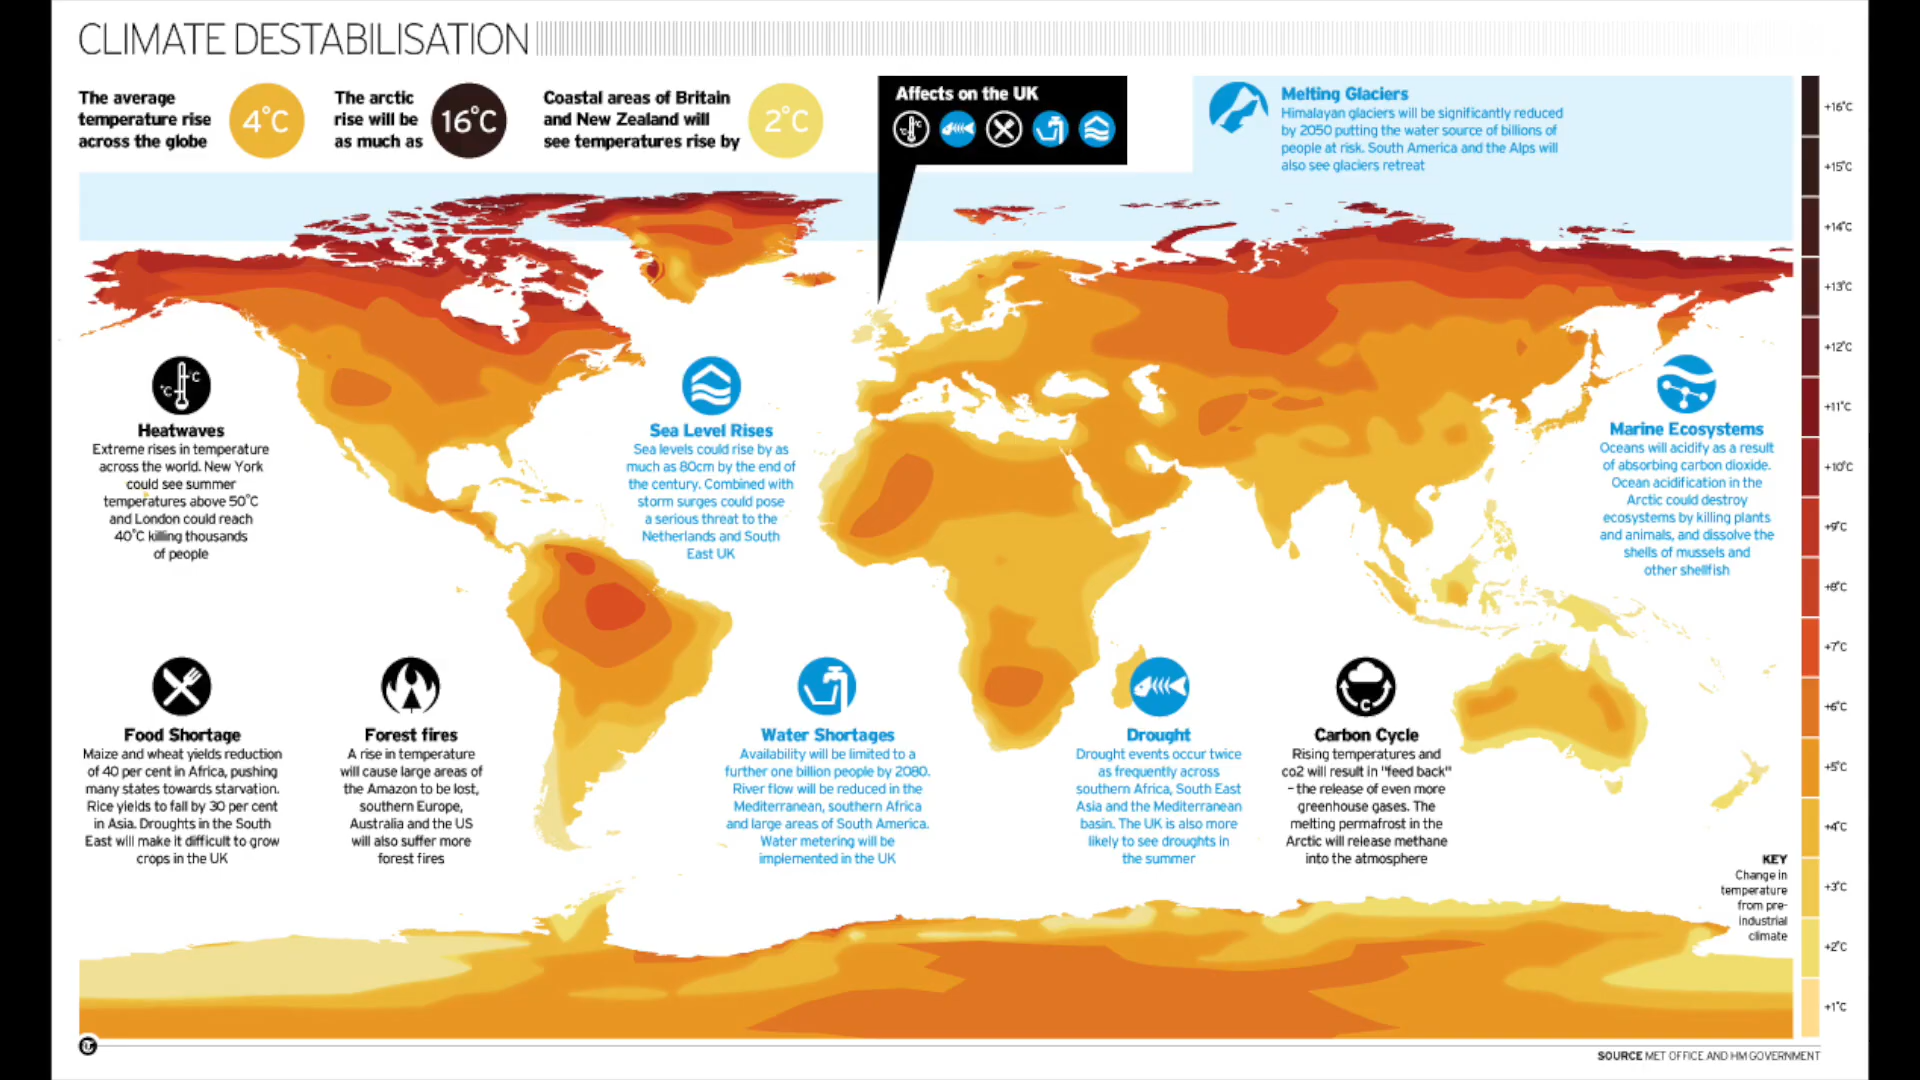 CLIMATE DESTABILISATION
The average
temperature rise
across the globe
4°C
The arctic
rise will be
as much as
16°C
Coastal areas of Britain
and New Zealand will
see temperatures rise by
2°C
Affects on the UK
Melting Glaciers
Himalayan glaciers will be significantly reduced
by 2050 putting the water source of billions of
people at risk. South America and the Alps will
also see glaciers retreat
°C
°C
Heatwaves
Extreme rises in temperature
across the world. New York
could see summer
temperatures above 50°C
and London could reach
40°C killing thousands
of people
Sea Level Rises
Sea levels could rise by as
much as 80cm by the end of
the century. Combined with
storm surges could pose
a serious threat to the
Netherlands and South
East UK
Marine Ecosystems
Oceans will acidify as a result
of absorbing carbon dioxide.
Ocean acidification in the
Arctic could destroy
ecosystems by killing plants
and animals, and dissolve the
shells of mussels and
other shellfish
Food Shortage
Maize and wheat yields reduction
of 40 per cent in Africa, pushing
many states towards starvation.
Rice yields to fall by 30 per cent
in Asia. Droughts in the South
East will make it difficult to grow
crops in the UK
Forest fires
A rise in temperature
will cause large areas of
the Amazon to be lost,
southern Europe,
Australia and the US
will also suffer more
forest fires
Water Shortages
Availability will be limited to a
further one billion people by 2080.
River flow will be reduced in the
Mediterranean, southern Africa
and large areas of South America.
Water metering will be
implemented in the UK
Drought
Drought events occur twice
as frequently across
southern Africa, South East
Asia and the Mediterranean
basin. The UK is also more
likely to see droughts in
the summer
C
Carbon Cycle
Rising temperatures and
co2 will result in "feed back"
– the release of even more
greenhouse gases. The
melting permafrost in the
Arctic will release methane
into the atmosphere
KEY
Change in
temperature
from pre-
industrial
climate
+16°C
+15°C
+14°C
+13°C
+12°C
+11°C
+10°C
+9°C
+8°C
+7°C
+6°C
+5°C
+4°C
+3°C
+2°C
+1°C
SOURCE MET OFFICE AND HM GOVERNMENT